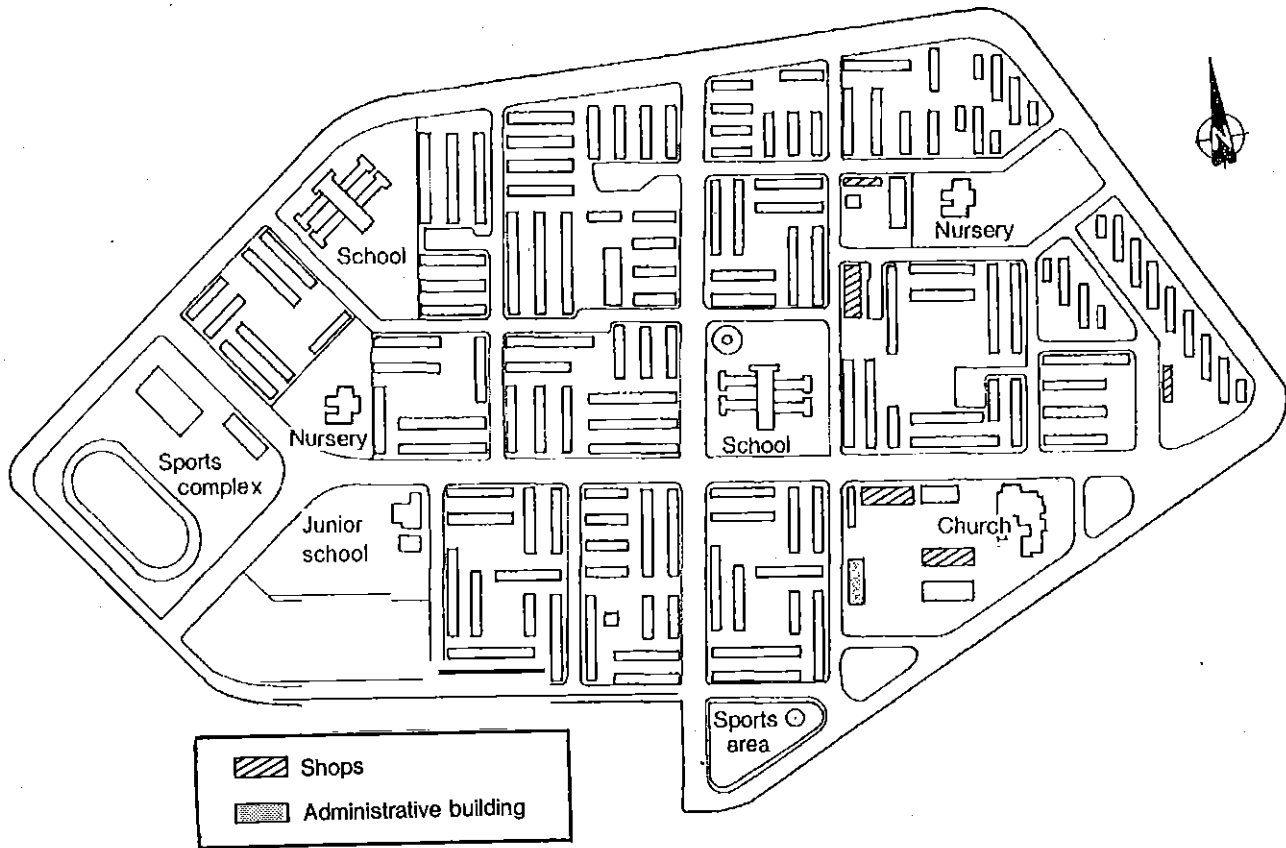 N
School
Nursery
Nursery
Sports
complex
School
Junior
school
Church
Sports
area
Shops
Administrative building